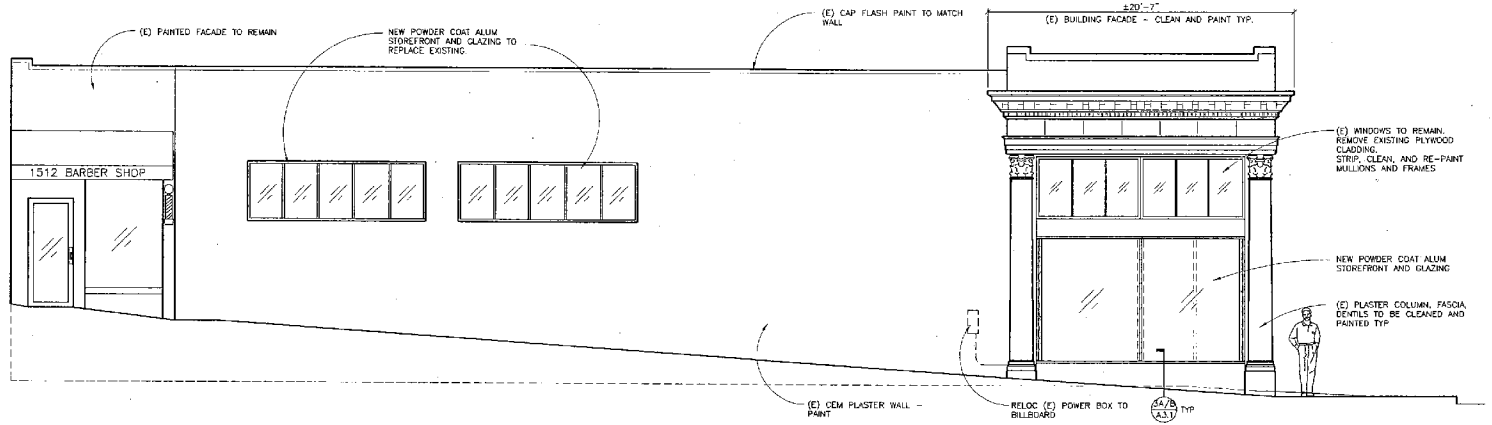 (E) PAINTED FACADE TO REMAIN
NEW POWDER COAT ALUM
STOREFRONT AND GLAZING TO
REPLACE EXISTING.
(E) CAP FLASH PAINT TO MATCH
WALL
±20'-7"
(E) BUILDING FACADE - CLEAN AND PAINT TYP.
(E) WINDOWS TO REMAIN.
REMOVE EXISTING PLYWOOD
CLADDING.
STRIP, CLEAN, AND RE-PAINT
MULLIONS AND FRAMES
1512 BARBER SHOP
NEW POWDER COAT ALUM
STOREFRONT AND GLAZING
(E) PLASTER COLUMN, FASCIA,
DENTILS TO BE CLEANED AND
PAINTED TYP
(E) CEM PLASTER WALL -
PAINT
RELOC (E) POWER BOX TO
BILLBOARD
3A/B
A3.1
TYP